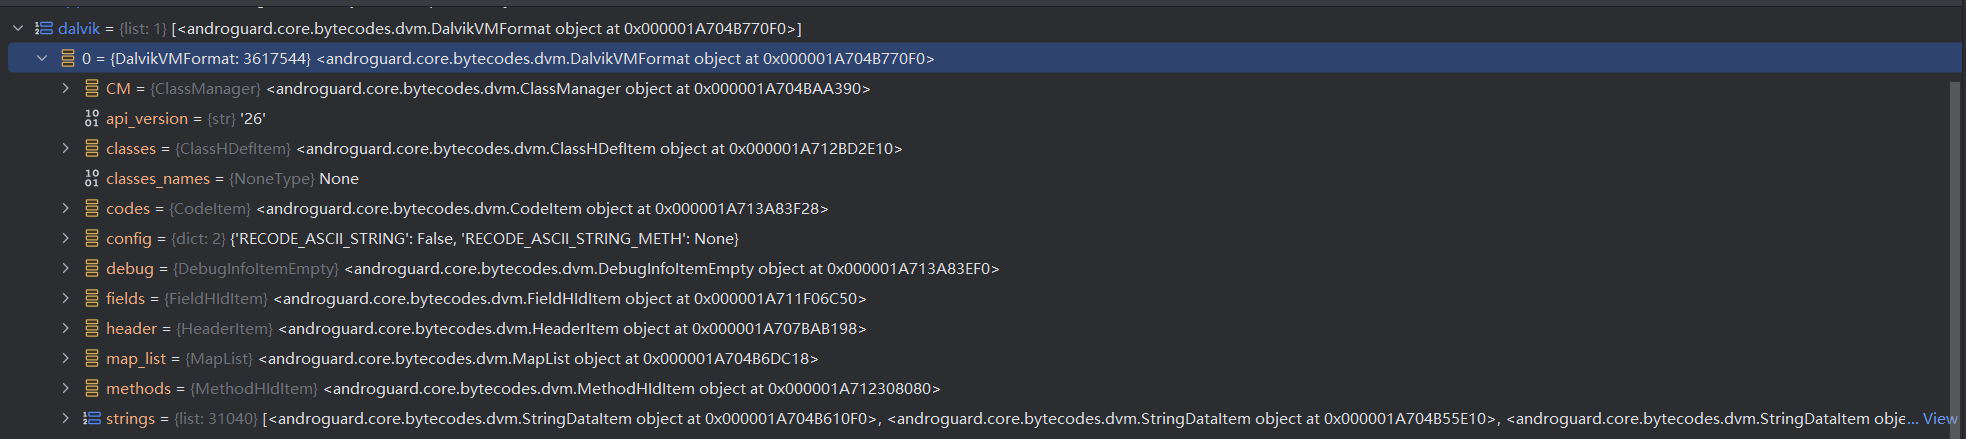 dalvik = {list: 1} [<androguard.core.bytecodes.dvm.DalvikVMFormat object at 0x000001A704B770F0>]
0 = {DalvikVMFormat: 3617544} <androguard.core.bytecodes.dvm.DalvikVMFormat object at 0x000001A704B770F0>
CM = {ClassManager} <androguard.core.bytecodes.dvm.ClassManager object at 0x000001A704BAA390>
api_version = {str} '26'
classes = {ClassHDefItem} <androguard.core.bytecodes.dvm.ClassHDefItem object at 0x000001A712BD2E10>
classes_names = {NoneType} None
codes = {CodeItem} <androguard.core.bytecodes.dvm.CodeItem object at 0x000001A713A83F28>
config = {dict: 2} {'RECODE_ASCII_STRING': False, 'RECODE_ASCII_STRING_METH': None}
debug = {DebugInfoItemEmpty} <androguard.core.bytecodes.dvm.DebugInfoItemEmpty object at 0x000001A713A83EF0>
fields = {FieldHIdItem} <androguard.core.bytecodes.dvm.FieldHIdItem object at 0x000001A711F06C50>
header = {HeaderItem} <androguard.core.bytecodes.dvm.HeaderItem object at 0x000001A707BAB198>
map_list = {MapList} <androguard.core.bytecodes.dvm.MapList object at 0x000001A704B6DC18>
methods = {MethodHIdItem} <androguard.core.bytecodes.dvm.MethodHIdItem object at 0x000001A712308080>
strings = {list: 31040} [<androguard.core.bytecodes.dvm.StringDataItem object at 0x000001A704B610F0>, <androguard.core.bytecodes.dvm.StringDataItem object at 0x000001A704B55E10>, <androguard.core.bytecodes.dvm.StringDataItem obje... View